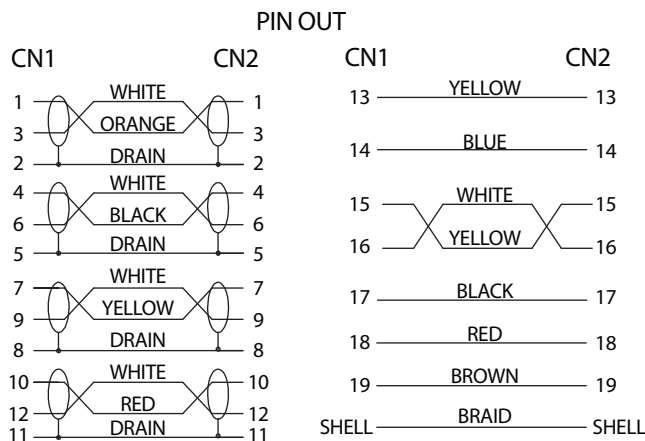 PIN OUT
CN1 CN2
1 WHITE 1
3 ORANGE 3
2 DRAIN 2
4 WHITE 4
6 BLACK 6
5 DRAIN 5
7 WHITE 7
9 YELLOW 9
8 DRAIN 8
10 WHITE 10
12 RED 12
11 DRAIN 11
CN1 CN2
13 YELLOW 13
14 BLUE 14
15 WHITE 15
16 YELLOW 16
17 BLACK 17
18 RED 18
19 BROWN 19
SHELL BRAID SHELL